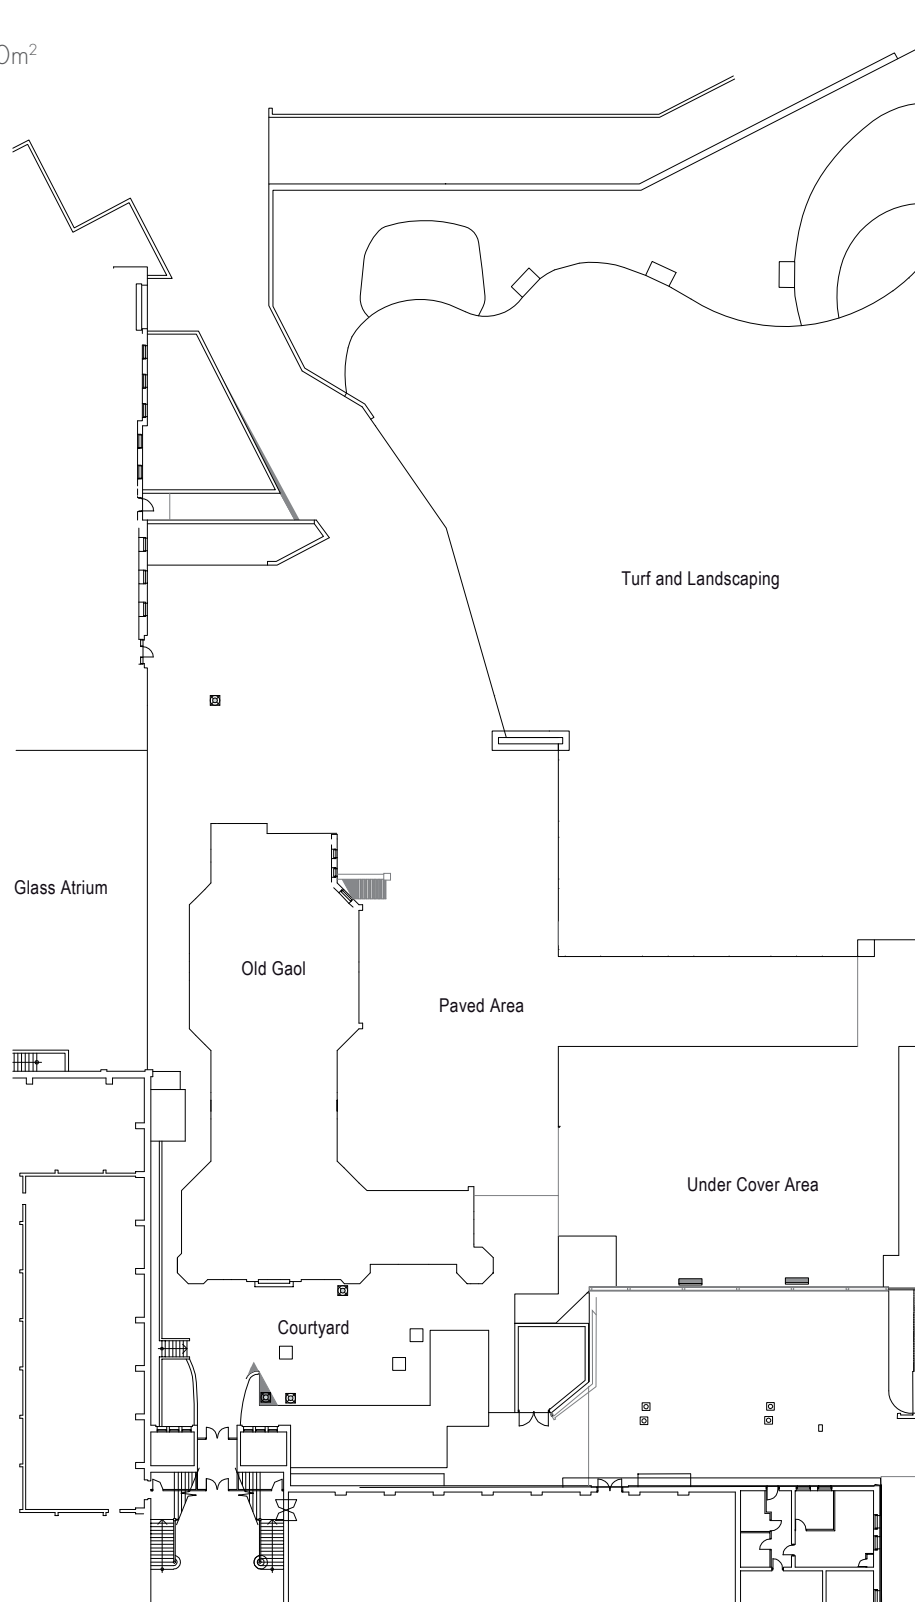 0m²
Turf and Landscaping
Glass Atrium
Old Gaol
Paved Area
Under Cover Area
Courtyard